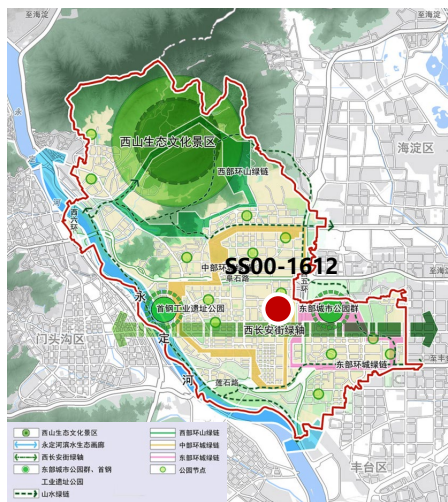 至海淀
至海淀
海淀区
西山生态文化景区
西部环山绿链
永
西六环
中部环
SS00-1612
阜石路
五环
至海
首钢工业遗址公园
东部城市公园群
永
定
河
西长安街绿轴
门头沟区
东部环城绿链
至丰
莲石路
丰台区
西山生态文化景区
西部环山绿链
永定河滨水生态画廊
中部环城绿链
西长安街绿轴
东部环城绿链
东部城市公园群、首钢
工业遗址公园
公园节点
山水绿链